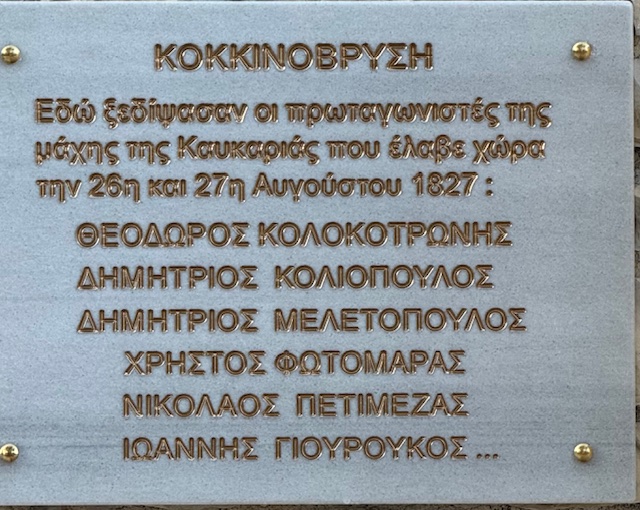 ΚΟΚΚΙΝΟΒΡΥΣΗ
Εδώ ξεδίψασαν οι πρωταγωνιστές της
μάχης της Καυκαριάς που έλαβε χώρα
την 26η και 27η Αυγούστου 1827 :
ΘΕΟΔΩΡΟΣ ΚΟΛΟΚΟΤΡΩΝΗΣ
ΔΗΜΗΤΡΙΟΣ ΚΟΛΙΟΠΟΥΛΟΣ
ΔΗΜΗΤΡΙΟΣ ΜΕΛΕΤΟΠΟΥΛΟΣ
ΧΡΗΣΤΟΣ ΦΩΤΟΜΑΡΑΣ
ΝΙΚΟΛΑΟΣ ΠΕΤΙΜΕΖΑΣ
ΙΩΑΝΝΗΣ ΓΙΟΥΡΟΥΚΟΣ ...